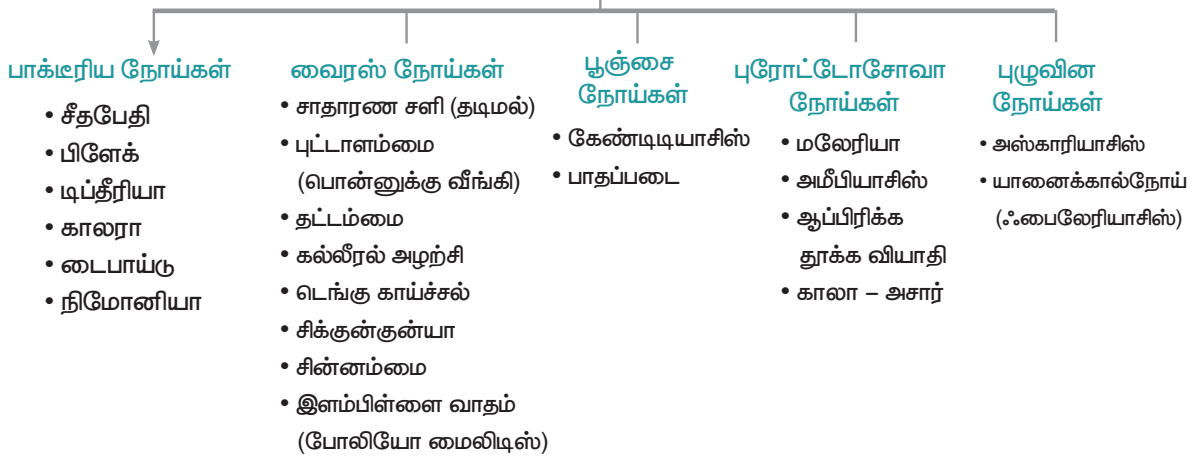 பாக்டீரிய நோய்கள்
• சீதபேதி
• பிளேக்
• டிப்தீரியா
• காலரா
• டைபாய்டு
• நிமோனியா
வைரஸ் நோய்கள்
• சாதாரண சளி (தடிமல்)
• புட்டாளம்மை
(பொன்னுக்கு வீங்கி)
• தட்டம்மை
• கல்லீரல் அழற்சி
• டெங்கு காய்ச்சல்
• சிக்குன்குன்யா
• சின்னம்மை
• இளம்பிள்ளை வாதம்
(போலியோ மைலிடிஸ்)
பூஞ்சை
நோய்கள்
• கேண்டிடியாசிஸ்
• பாதப்படை
புரோட்டோசோவா
நோய்கள்
• மலேரியா
• அமீபியாசிஸ்
• ஆப்பிரிக்க
தூக்க வியாதி
• காலா – அசார்
புழுவின
நோய்கள்
• அஸ்காரியாசிஸ்
• யானைக்கால்நோய்
(ஃபைலேரியாசிஸ்)